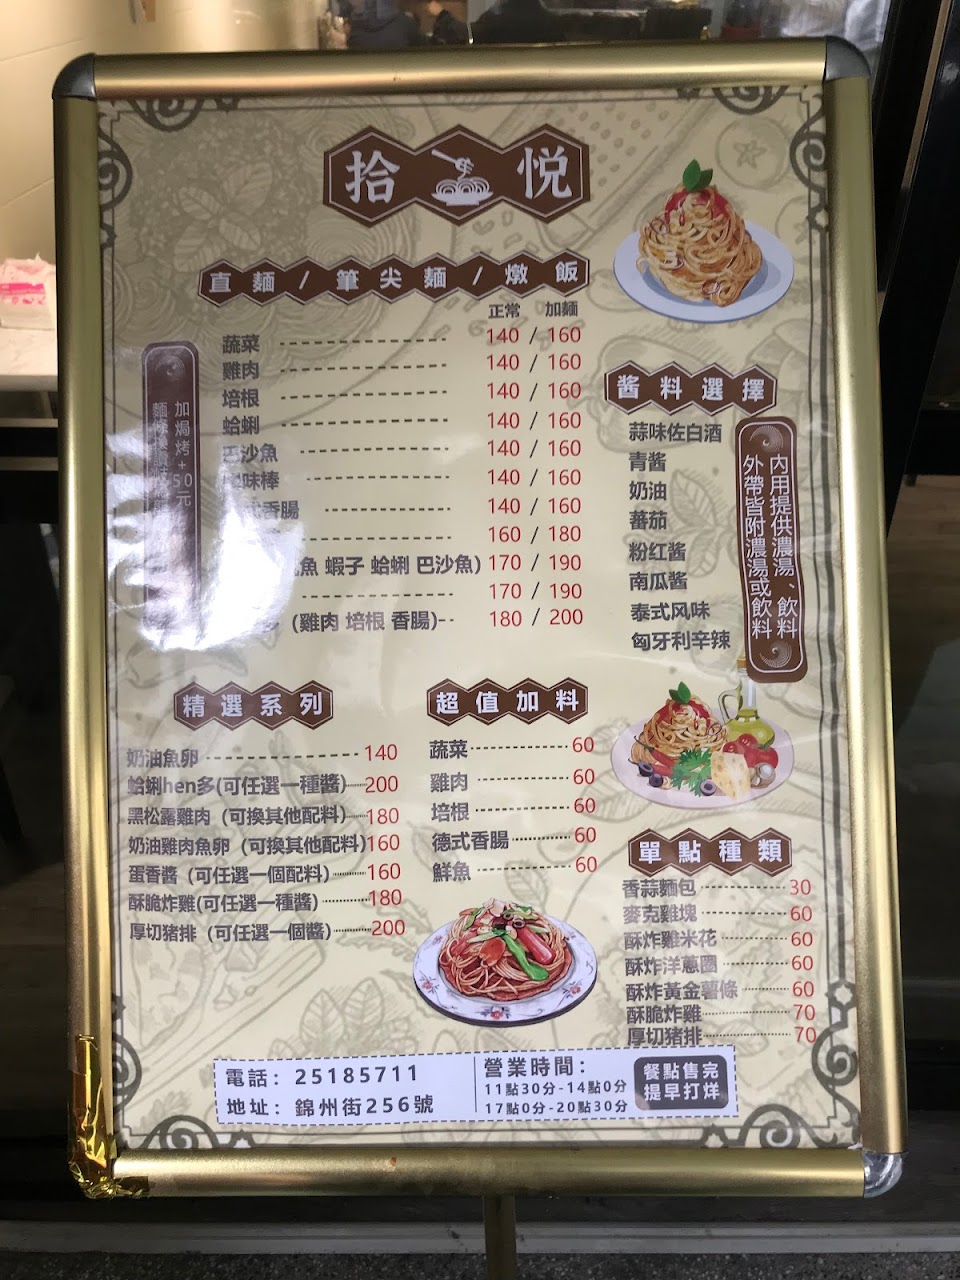 拾 悦
直麵/筆尖麵/燉飯
正常 加麵
蔬菜 140 / 160
雞肉 140 / 160
培根 140 / 160
蛤蜊 140 / 160
巴沙魚 140 / 160
味棒 140 / 160
式香腸 140 / 160
160 / 180
魚 蝦子 蛤蜊 巴沙魚) 170 / 190
170 / 190
(雞肉 培根 香腸)-- 180 / 200
加焗烤+50元
醬料選擇
蒜味佐白酒
青酱
奶油
蕃茄
粉红酱
南瓜酱
泰式风味
匈牙利辛辣
內用提供濃湯、飲料
外帶皆附濃湯或飲料
精選系列
奶油魚卵 140
蛤蜊hen多(可任選一種醬) 200
黑松露雞肉 (可換其他配料) 180
奶油雞肉魚卵 (可換其他配料) 160
蛋香醬 (可任選一個配料) 160
酥脆炸雞(可任選一種醬) 180
厚切豬排 (可任選一個醬) 200
超值加料
蔬菜 60
雞肉 60
培根 60
德式香腸 60
鮮魚 60
單點種類
香蒜麵包 30
麥克雞塊 60
酥炸雞米花 60
酥炸洋蔥圈 60
酥炸黃金薯條 60
酥脆炸雞 70
厚切豬排 70
電話: 25185711
地址: 錦州街256號
營業時間:
11點30分-14點0分
17點0分-20點30分
餐點售完
提早打烊